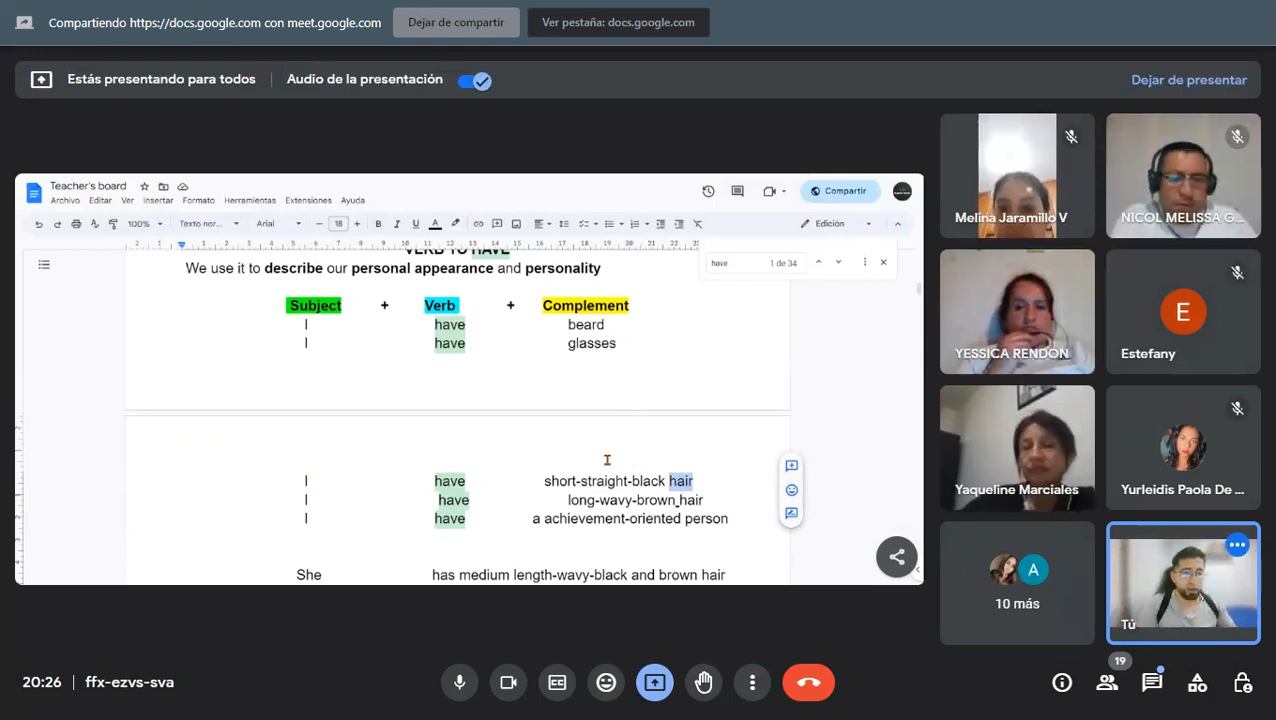 Compartiendo https://docs.google.com con meet.google.com
Dejar de compartir
Ver pestaña: docs.google.com
Estás presentando para todos
Audio de la presentación
Dejar de presentar
Teacher's board
Archivo Editar Ver Insertar Formato Herramientas Extensiones Ayuda
Compartir
100%
Texto nor...
Arial
18
Edición
VERB TO HAVE
have 1 de 34
We use it to describe our personal appearance and personality
Subject + Verb + Complement
I have beard
I have glasses
I have short-straight-black hair
I have long-wavy-brown hair
I have a achievement-oriented person
She has medium length-wavy-black and brown hair
Melina Jaramillo V
NICOL MELISSA G...
YESSICA RENDÓN
E
Estefany
Yaqueline Marciales
Yurleidis Paola De ...
A
10 más
Tú
20:26 | ffx-ezvs-sva
19